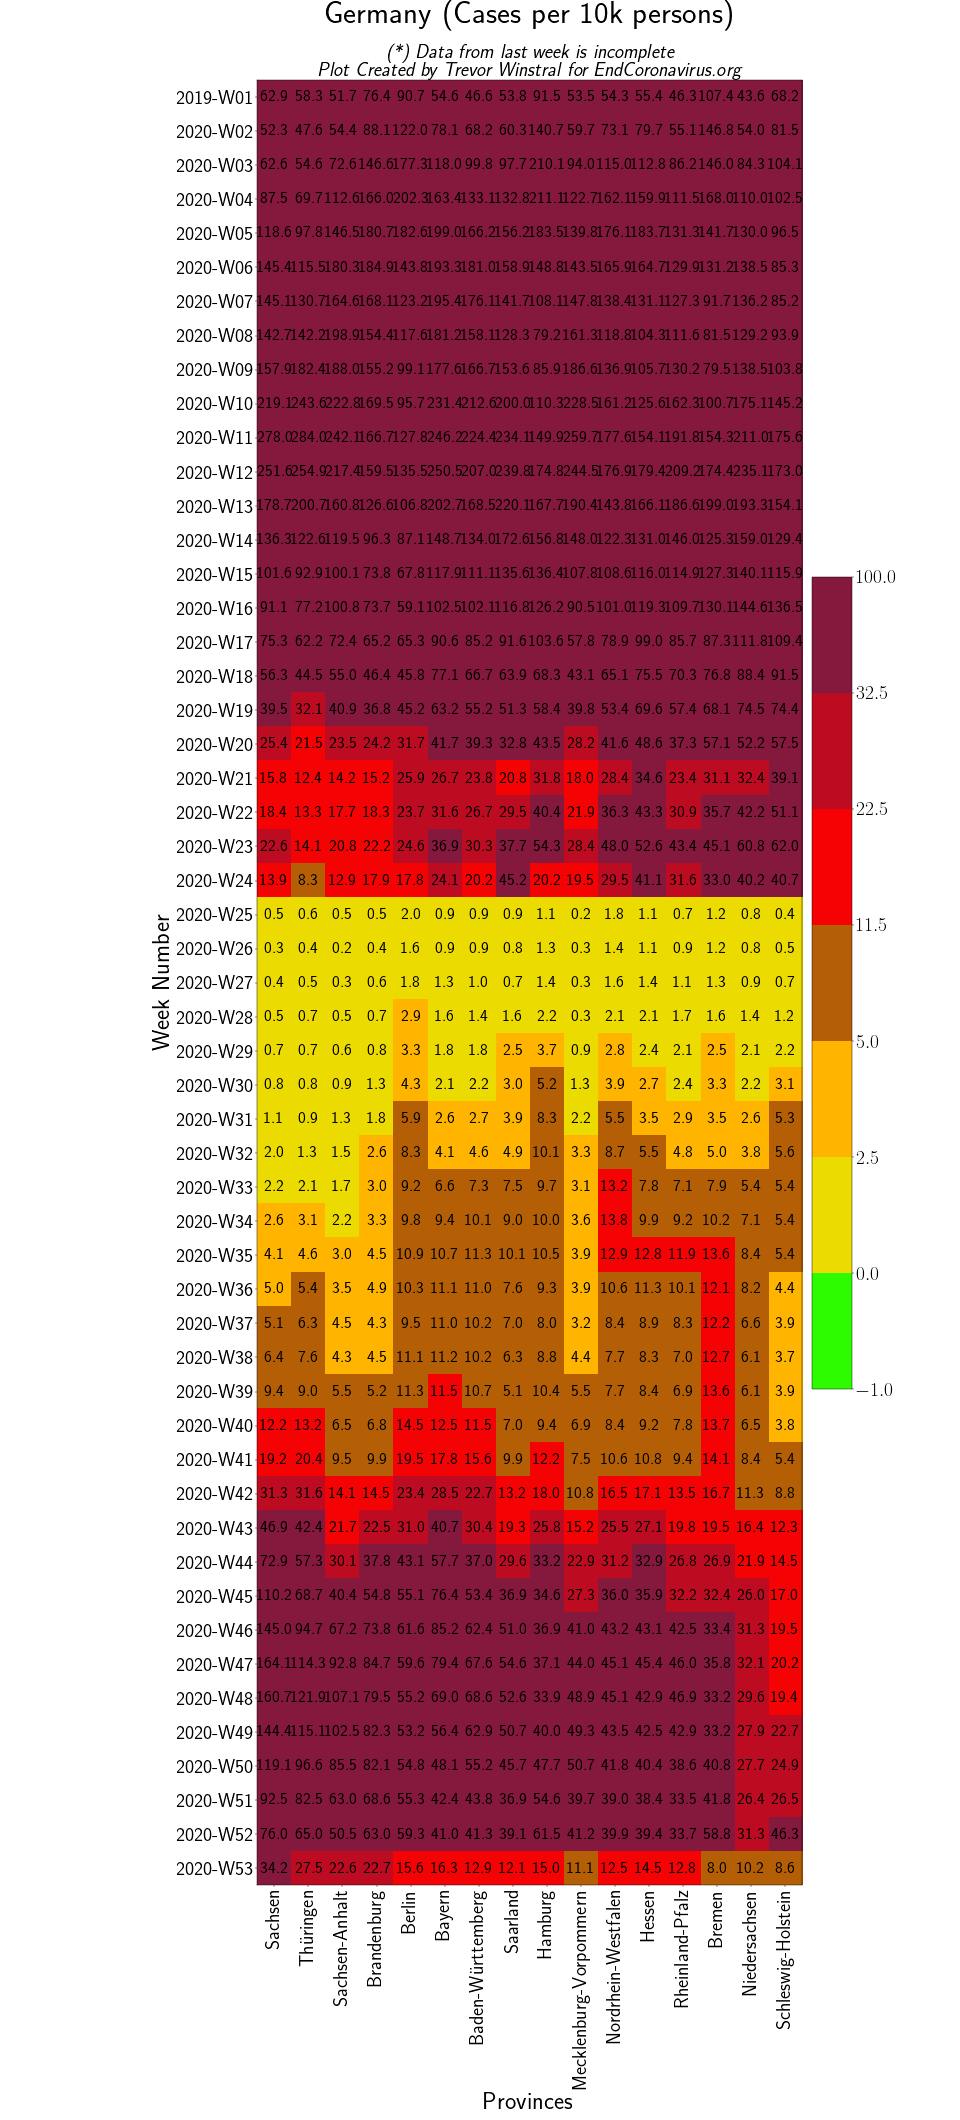 Germany (Cases per 10k persons)
(*) Data from last week is incomplete
Plot Created by Trevor Winstral for EndCoronavirus.org
2019-W01 62.9 58.3 51.7 76.4 90.7 54.6 46.6 53.8 91.5 53.5 54.3 55.4 46.3 107.4 43.6 68.2
2020-W02 52.3 47.6 54.4 88.1 122.0 78.1 68.2 60.3 140.7 59.7 73.1 79.7 55.1 146.8 54.0 81.5
2020-W03 62.6 54.6 72.6 146.6 177.3 118.0 99.8 97.7 210.1 94.0 115.0 112.8 86.2 146.0 84.3 104.1
2020-W04 87.5 69.7 112.6 166.0 202.3 163.4 133.1 132.8 211.1 122.7 162.1 159.9 111.5 168.0 110.0 102.5
2020-W05 118.6 97.8 146.5 180.7 182.6 199.0 166.2 156.2 183.5 139.8 176.1 183.7 131.3 141.7 130.0 96.5
2020-W06 145.4 115.5 180.3 184.9 143.8 193.3 181.0 158.9 148.8 143.5 165.9 164.7 129.9 131.2 138.5 85.3
2020-W07 145.1 130.7 164.6 168.1 123.2 195.4 176.1 141.7 108.1 147.8 138.4 131.1 127.3 91.7 136.2 85.2
2020-W08 142.7 142.2 198.9 154.4 117.6 181.2 158.1 128.3 79.2 161.3 118.8 104.3 111.6 81.5 129.2 93.9
2020-W09 157.9 182.4 188.0 155.2 99.1 177.6 166.7 153.6 85.9 186.6 136.9 105.7 130.2 79.5 138.5 103.8
2020-W10 219.1 243.6 222.8 169.5 95.7 231.4 212.6 200.0 110.3 228.5 161.2 125.6 162.3 100.7 175.1 145.2
2020-W11 278.0 284.0 242.1 166.7 127.8 246.2 224.4 234.1 149.9 259.7 177.6 154.1 191.8 154.3 211.0 175.6
2020-W12 251.6 254.9 217.4 159.5 135.5 250.5 207.0 239.8 174.8 244.5 176.9 179.4 209.2 174.4 235.1 173.0
2020-W13 178.7 200.7 160.8 126.6 106.8 202.7 168.5 220.1 167.7 190.4 143.8 166.1 186.6 199.0 193.3 154.1
2020-W14 136.3 122.6 119.5 96.3 87.1 148.7 134.0 172.6 156.8 148.0 122.3 131.0 146.0 125.3 159.0 129.4
2020-W15 101.6 92.9 100.1 73.8 67.8 117.9 111.1 135.6 136.4 107.8 108.6 116.0 114.9 127.3 140.1 115.9
2020-W16 91.1 77.2 100.8 73.7 59.1 102.5 102.1 116.8 126.2 90.5 101.0 119.3 109.7 130.1 144.6 136.5
2020-W17 75.3 62.2 72.4 65.2 65.3 90.6 85.2 91.6 103.6 57.8 78.9 99.0 85.7 87.3 111.8 109.4
2020-W18 56.3 44.5 55.0 46.4 45.8 77.1 66.7 63.9 68.3 43.1 65.1 75.5 70.3 76.8 88.4 91.5
2020-W19 39.5 32.1 40.9 36.8 45.2 63.2 55.2 51.3 58.4 39.8 53.4 69.6 57.4 68.1 74.5 74.4
2020-W20 25.4 21.5 23.5 24.2 31.7 41.7 39.3 32.8 43.5 28.2 41.6 48.6 37.3 57.1 52.2 57.5
2020-W21 15.8 12.4 14.2 15.2 25.9 26.7 23.8 20.8 31.8 18.0 28.4 34.6 23.4 31.1 32.4 39.1
2020-W22 18.4 13.3 17.7 18.3 23.7 31.6 26.7 29.5 40.4 21.9 36.3 43.3 30.9 35.7 42.2 51.1
2020-W23 22.6 14.1 20.8 22.2 24.6 36.9 30.3 37.7 54.3 28.4 48.0 52.6 43.4 45.1 60.8 62.0
2020-W24 13.9 8.3 12.9 17.9 17.8 24.1 20.2 45.2 20.2 19.5 29.5 41.1 31.6 33.0 40.2 40.7
2020-W25 0.5 0.6 0.5 0.5 2.0 0.9 0.9 0.9 1.1 0.2 1.8 1.1 0.7 1.2 0.8 0.4
2020-W26 0.3 0.4 0.2 0.4 1.6 0.9 0.9 0.8 1.3 0.3 1.4 1.1 0.9 1.2 0.8 0.5
2020-W27 0.4 0.5 0.3 0.6 1.8 1.3 1.0 0.7 1.4 0.3 1.6 1.4 1.1 1.3 0.9 0.7
2020-W28 0.5 0.7 0.5 0.7 2.9 1.6 1.4 1.6 2.2 0.3 2.1 2.1 1.7 1.6 1.4 1.2
2020-W29 0.7 0.7 0.6 0.8 3.3 1.8 1.8 2.5 3.7 0.9 2.8 2.4 2.1 2.5 2.1 2.2
2020-W30 0.8 0.8 0.9 1.3 4.3 2.1 2.2 3.0 5.2 1.3 3.9 2.7 2.4 3.3 2.2 3.1
2020-W31 1.1 0.9 1.3 1.8 5.9 2.6 2.7 3.9 8.3 2.2 5.5 3.5 2.9 3.5 2.6 5.3
2020-W32 2.0 1.3 1.5 2.6 8.3 4.1 4.6 4.9 10.1 3.3 8.7 5.5 4.8 5.0 3.8 5.6
2020-W33 2.2 2.1 1.7 3.0 9.2 6.6 7.3 7.5 9.7 3.1 13.2 7.8 7.1 7.9 5.4 5.4
2020-W34 2.6 3.1 2.2 3.3 9.8 9.4 10.1 9.0 10.0 3.6 13.8 9.9 9.2 10.2 7.1 5.4
2020-W35 4.1 4.6 3.0 4.5 10.9 10.7 11.3 10.1 10.5 3.9 12.9 12.8 11.9 13.6 8.4 5.4
2020-W36 5.0 5.4 3.5 4.9 10.3 11.1 11.0 7.6 9.3 3.9 10.6 11.3 10.1 12.1 8.2 4.4
2020-W37 5.1 6.3 4.5 4.3 9.5 11.0 10.2 7.0 8.0 3.2 8.4 8.9 8.3 12.2 6.6 3.9
2020-W38 6.4 7.6 4.3 4.5 11.1 11.2 10.2 6.3 8.8 4.4 7.7 8.3 7.0 12.7 6.1 3.7
2020-W39 9.4 9.0 5.5 5.2 11.3 11.5 10.7 5.1 10.4 5.5 7.7 8.4 6.9 13.6 6.1 3.9
2020-W40 12.2 13.2 6.5 6.8 14.5 12.5 11.5 7.0 9.4 6.9 8.4 9.2 7.8 13.7 6.5 3.8
2020-W41 19.2 20.4 9.5 9.9 19.5 17.8 15.6 9.9 12.2 7.5 10.6 10.8 9.4 14.1 8.4 5.4
2020-W42 31.3 31.6 14.1 14.5 23.4 28.5 22.7 13.2 18.0 10.8 16.5 17.1 13.5 16.7 11.3 8.8
2020-W43 46.9 42.4 21.7 22.5 31.0 40.7 30.4 19.3 25.8 15.2 25.5 27.1 19.8 19.5 16.4 12.3
2020-W44 72.9 57.3 30.1 37.8 43.1 57.7 37.0 29.6 33.2 22.9 31.2 32.9 26.8 26.9 21.9 14.5
2020-W45 110.2 68.7 40.4 54.8 55.1 76.4 53.4 36.9 34.6 27.3 36.0 35.9 32.2 32.4 26.0 17.0
2020-W46 145.0 94.7 67.2 73.8 61.6 85.2 62.4 51.0 36.9 41.0 43.2 43.1 42.5 33.4 31.3 19.5
2020-W47 164.1 114.3 92.8 84.7 59.6 79.4 67.6 54.6 37.1 44.0 45.1 45.4 46.0 35.8 32.1 20.2
2020-W48 160.7 121.9 107.1 79.5 55.2 69.0 68.6 52.6 33.9 48.9 45.1 42.9 46.9 33.2 29.6 19.4
2020-W49 144.4 115.1 102.5 82.3 53.2 56.4 62.9 50.7 40.0 49.3 43.5 42.5 42.9 33.2 27.9 22.7
2020-W50 119.1 96.6 85.5 82.1 54.8 48.1 55.2 45.7 47.7 50.7 41.8 40.4 38.6 40.8 27.7 24.9
2020-W51 92.5 82.5 63.0 68.6 55.3 42.4 43.8 36.9 54.6 39.7 39.0 38.4 33.5 41.8 26.4 26.5
2020-W52 76.0 65.0 50.5 63.0 59.3 41.0 41.3 39.1 61.5 41.2 39.9 39.4 33.7 58.8 31.3 46.3
2020-W53 34.2 27.5 22.6 22.7 15.6 16.3 12.9 12.1 15.0 11.1 12.5 14.5 12.8 8.0 10.2 8.6
Week Number
Sachsen
Thüringen
Sachsen-Anhalt
Brandenburg
Berlin
Bayern
Baden-Württemberg
Saarland
Hamburg
Mecklenburg-Vorpommern
Nordrhein-Westfalen
Hessen
Rheinland-Pfalz
Bremen
Niedersachsen
Schleswig-Holstein
Provinces
100.0
32.5
22.5
11.5
5.0
2.5
0.0
−1.0